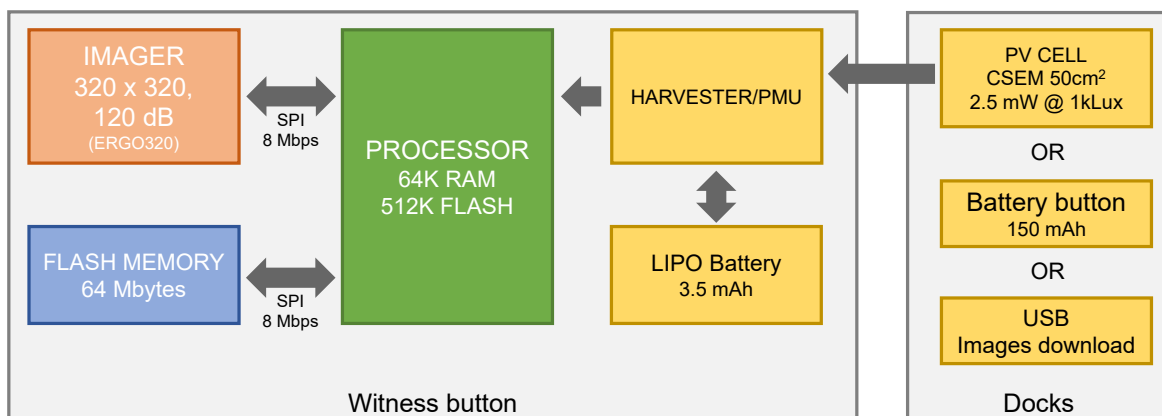 IMAGER
320 x 320,
120 dB
(ERGO320)
SPI
8 Mbps
FLASH MEMORY
64 Mbytes
SPI
8 Mbps
PROCESSOR
64K RAM
512K FLASH
HARVESTER/PMU
LIPO Battery
3.5 mAh
Witness button
PV CELL
CSEM 50cm²
2.5 mW @ 1kLux
OR
Battery button
150 mAh
OR
USB
Images download
Docks